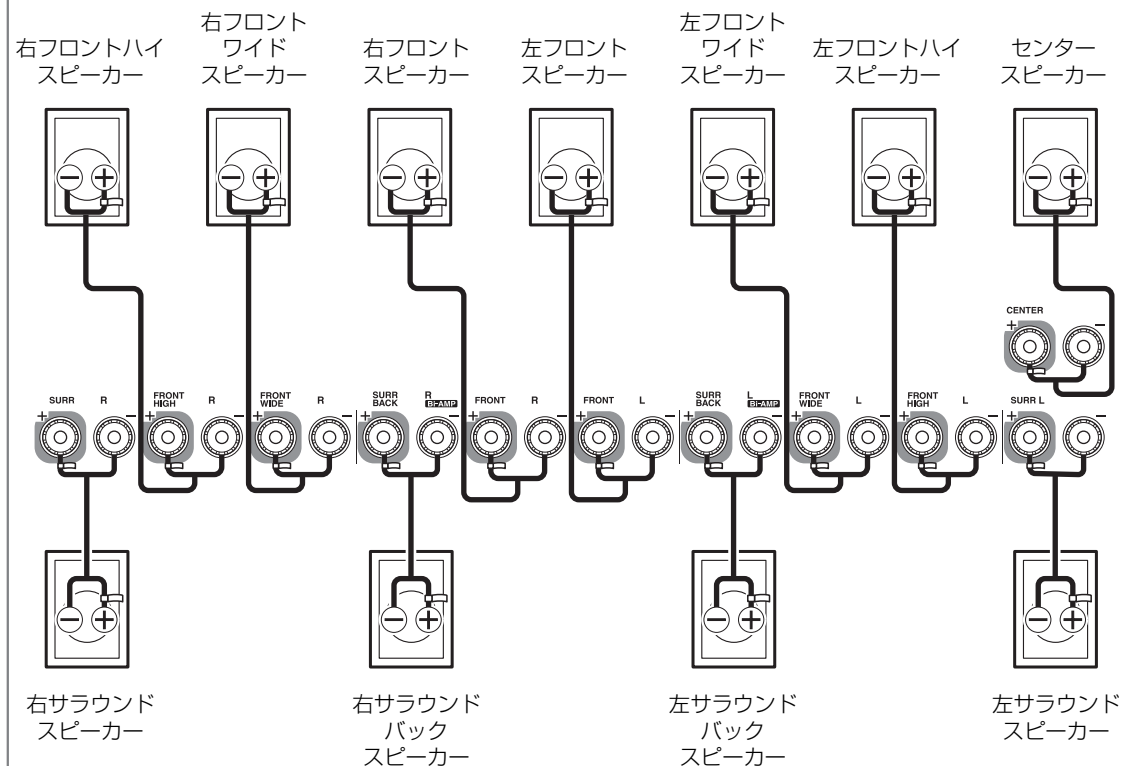 右フロントハイ
スピーカー
右フロント
ワイド
スピーカー
右フロント
スピーカー
左フロント
スピーカー
左フロント
ワイド
スピーカー
左フロントハイ
スピーカー
センター
スピーカー
− +
− +
− +
− +
− +
− +
− +
CENTER
+ −
SURR R
+ −
FRONT
HIGH R
+ −
FRONT
WIDE R
+ −
SURR
BACK R
BI-AMP
+ −
FRONT R
+ −
FRONT L
+ −
SURR
BACK L
BI-AMP
+ −
FRONT
WIDE L
+ −
FRONT
HIGH L
+ −
SURR L
+ −
− +
− +
− +
− +
右サラウンド
スピーカー
右サラウンド
バック
スピーカー
左サラウンド
バック
スピーカー
左サラウンド
スピーカー